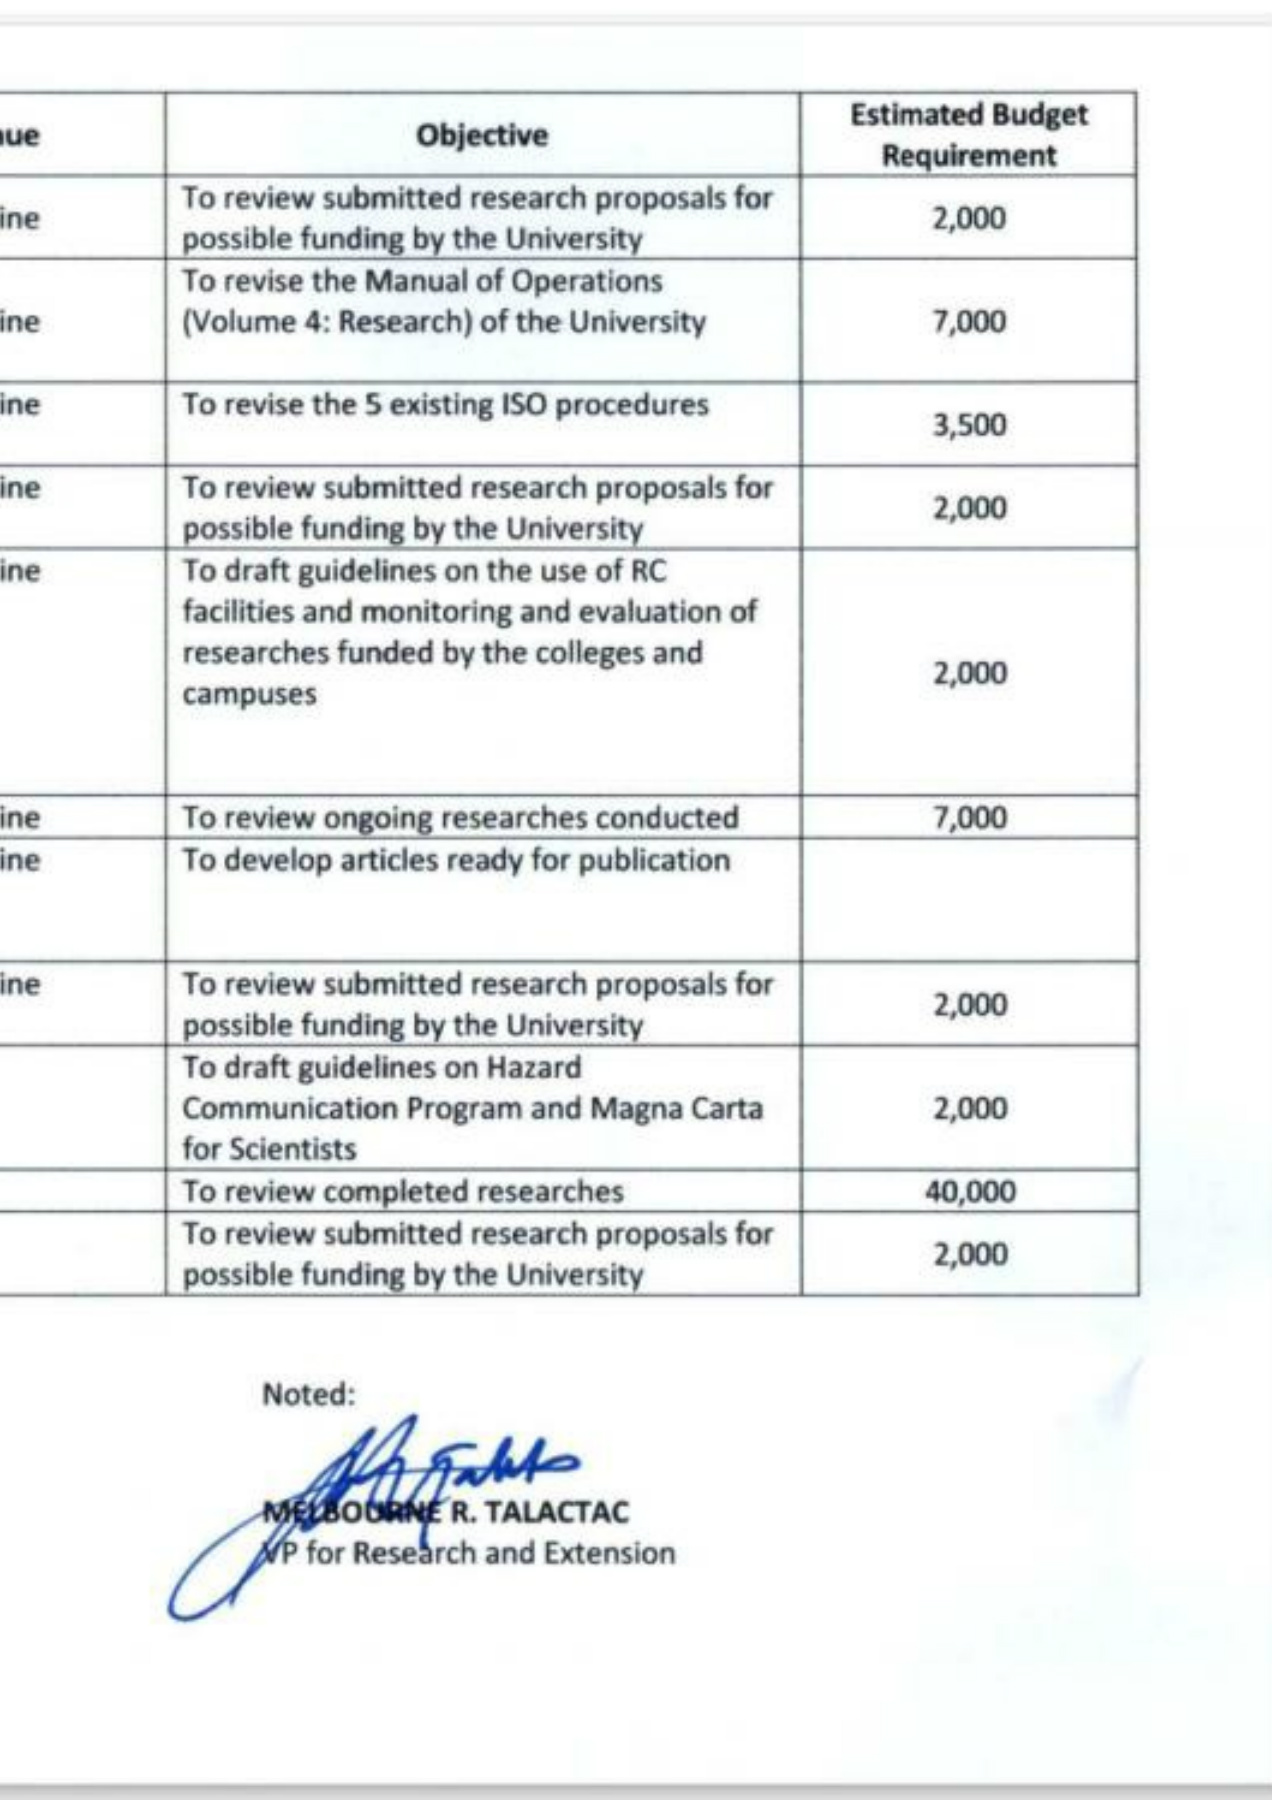 nue
Objective
Estimated Budget
Requirement
ine
To review submitted research proposals for
possible funding by the University
2,000
ine
To revise the Manual of Operations
(Volume 4: Research) of the University
7,000
ine
To revise the 5 existing ISO procedures
3,500
ine
To review submitted research proposals for
possible funding by the University
2,000
ine
To draft guidelines on the use of RC
facilities and monitoring and evaluation of
researches funded by the colleges and
campuses
2,000
ine
To review ongoing researches conducted
7,000
ine
To develop articles ready for publication
ine
To review submitted research proposals for
possible funding by the University
2,000
To draft guidelines on Hazard
Communication Program and Magna Carta
for Scientists
2,000
To review completed researches
40,000
To review submitted research proposals for
possible funding by the University
2,000
Noted:
MELBOURNE R. TALACTAC
VP for Research and Extension